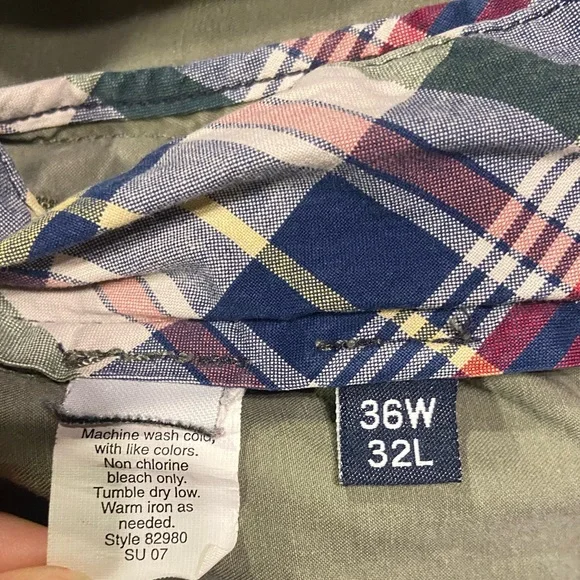 Machine wash cold,
with like colors.
Non chlorine
bleach only.
Tumble dry low.
Warm iron as
needed.
Style 82980
SU 07
36W
32L